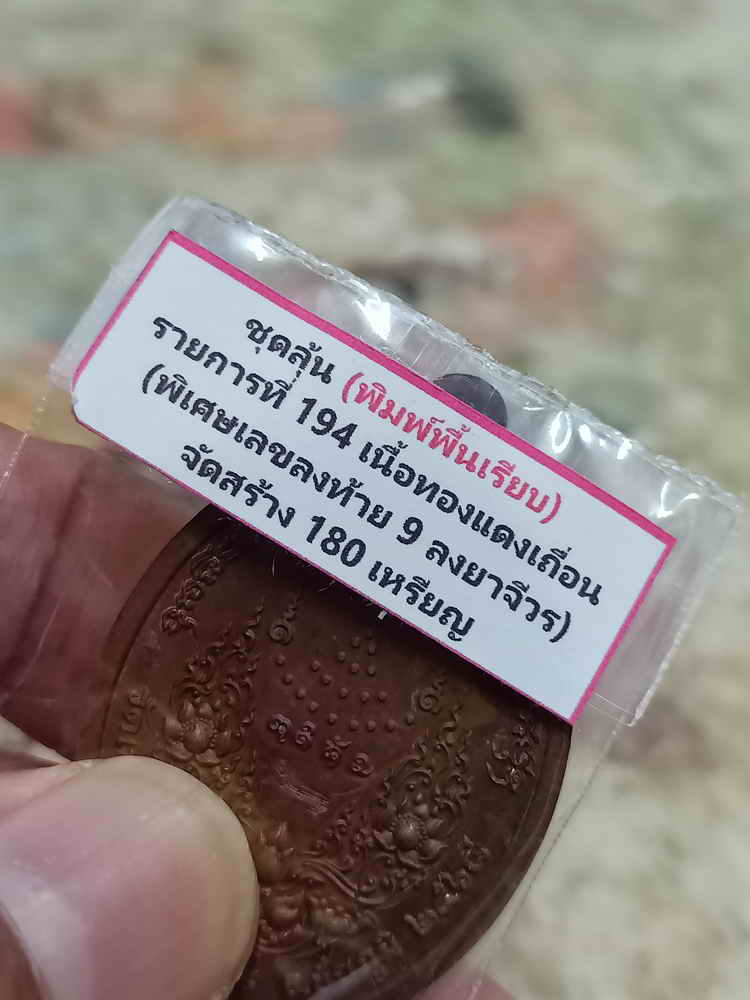 ชุดลุ้น (พิมพ์พื้นเรียบ)
รายการที่ 194 เนื้อทองแดงเถื่อน
(พิเศษเลขลงท้าย 9 ลงยาจีวร)
จัดสร้าง 180 เหรียญ